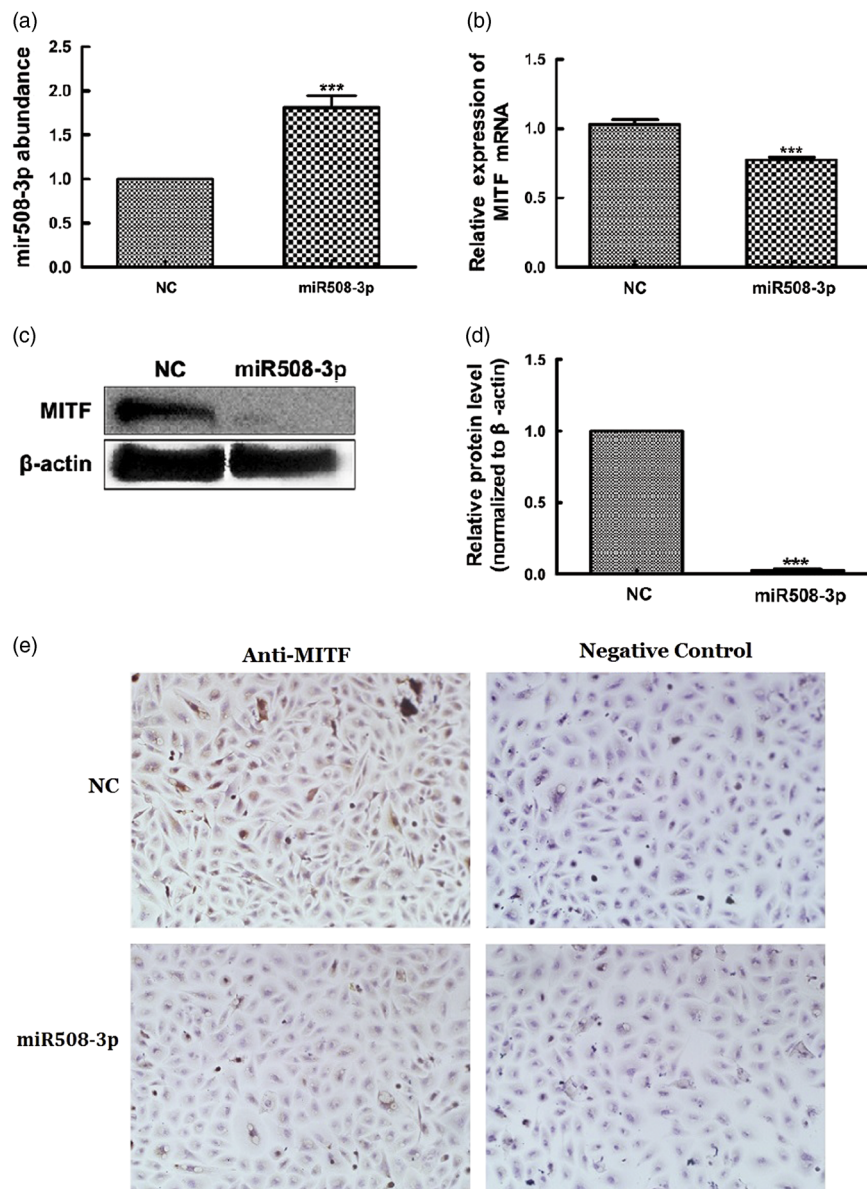 (a)
mir508-3p abundance
2.5
2.0
1.5
1.0
0.5
0.0
***
NC
miR508-3p
(b)
Relative expression of
MITF mRNA
1.5
1.0
0.5
0.0
***
NC
miR508-3p
(c)
NC miR508-3p
MITF
β-actin
(d)
Relative protein level
(normalized to β -actin)
1.5
1.0
0.5
0.0
***
NC
miR508-3p
(e)
Anti-MITF
Negative Control
NC
miR508-3p